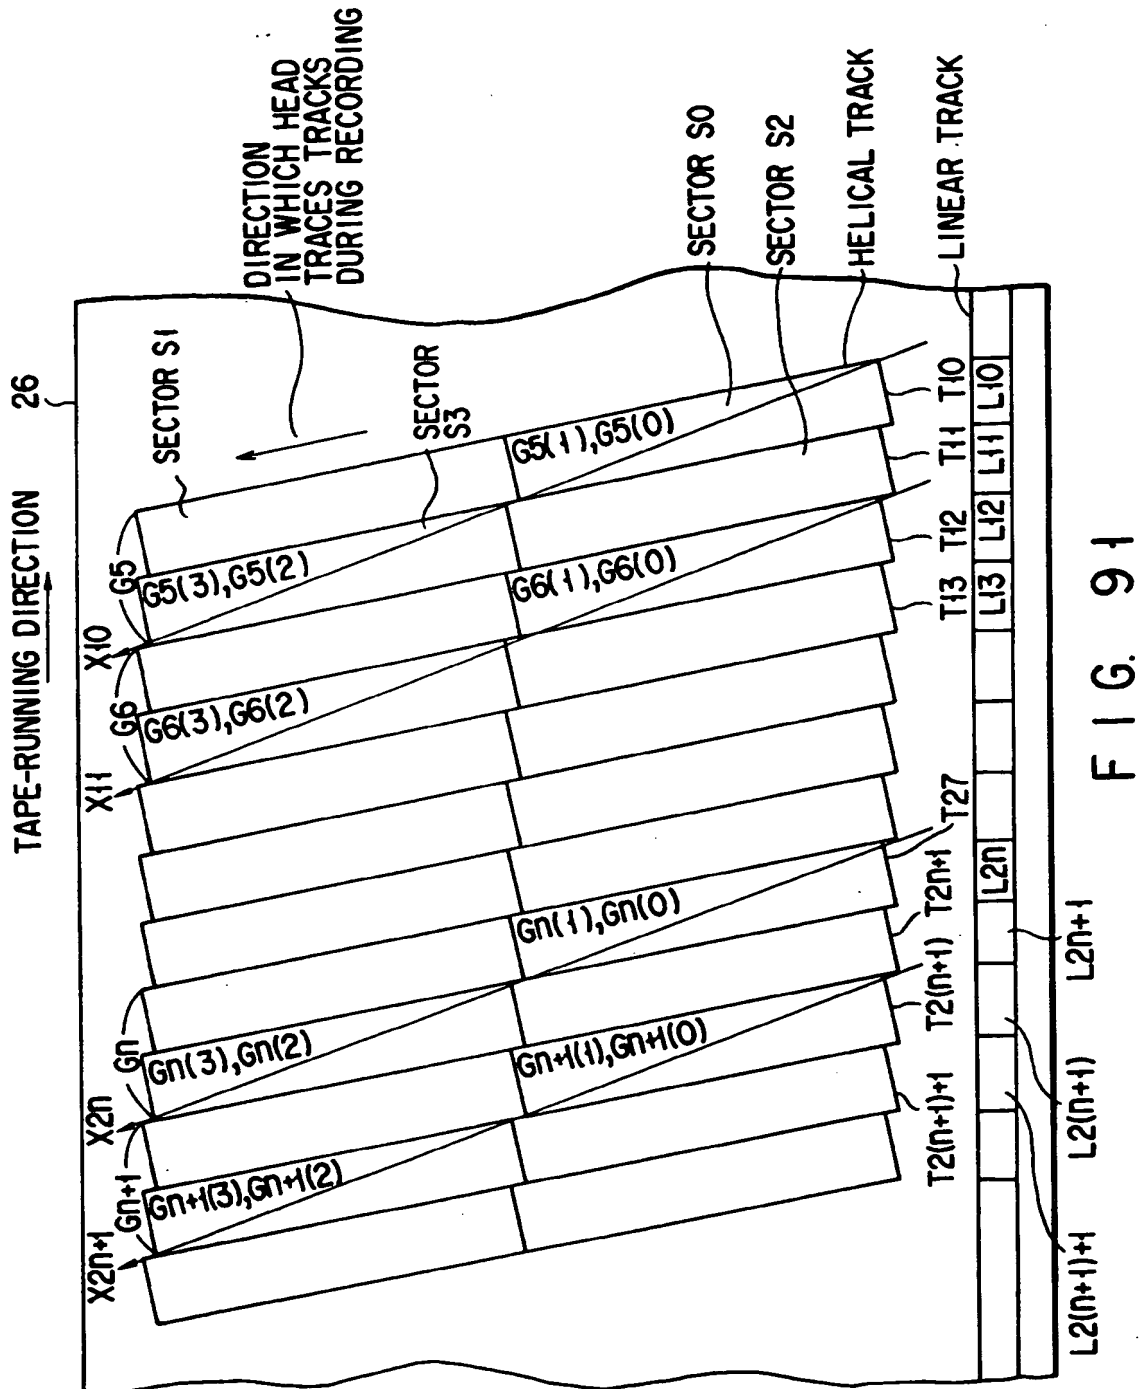 TAPE-RUNNING DIRECTION
26
SECTOR S1
DIRECTION
IN WHICH HEAD
TRACES TRACKS
DURING RECORDING
SECTOR
S3
SECTOR S0
SECTOR S2
HELICAL TRACK
LINEAR TRACK
X2n+1
X2n
X11
X10
Gn+1
Gn
G6
G5
Gn+1(3),Gn+1(2)
Gn(3),Gn(2)
G6(3),G6(2)
G5(3),G5(2)
Gn+1(1),Gn+1(0)
Gn(1),Gn(0)
G6(1),G6(0)
G5(1),G5(0)
T2(n+1)+1
T2(n+1)
T2n+1
T27
T13
T12
T11
T10
L2n
L13
L12
L11
L10
L2(n+1)+1
L2(n+1)
L2n+1
FIG. 91